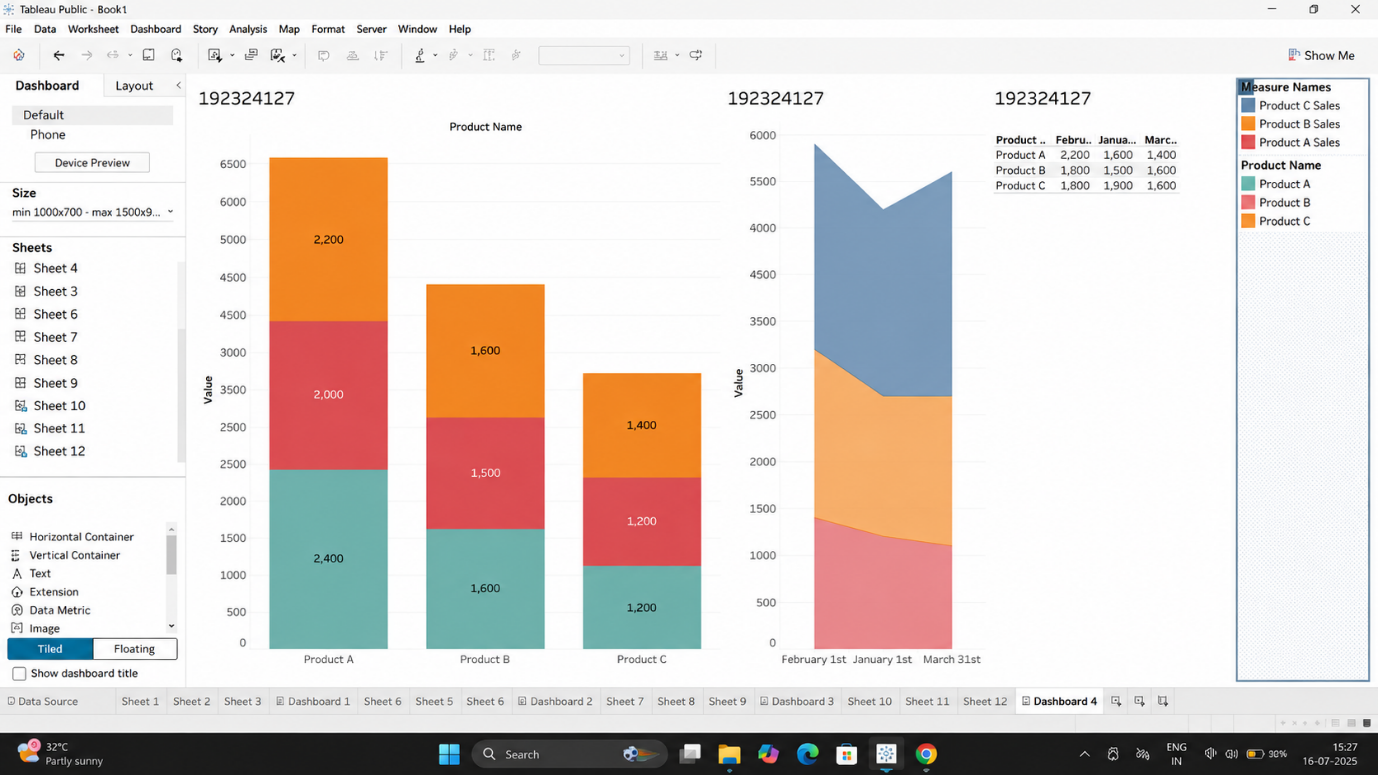 Tableau Public - Book1
File Data Worksheet Dashboard Story Analysis Map Format Server Window Help
Show Me
Dashboard Layout
Default
Phone
Device Preview
Size
min 1000x700 - max 1500x9...
Sheets
Sheet 4
Sheet 3
Sheet 6
Sheet 7
Sheet 8
Sheet 9
Sheet 10
Sheet 11
Sheet 12
Objects
Horizontal Container
Vertical Container
Text
Extension
Data Metric
Image
Tiled Floating
Show dashboard title
192324127
Product Name
Value
6500
6000
5000
4500
4500
3000
3500
2500
2500
2000
1500
1000
500
0
2,200
2,000
2,400
1,600
1,500
1,600
1,400
1,200
1,200
Product A Product B Product C
192324127
Value
6000
5500
4000
4500
3500
3000
2500
2000
1500
1000
500
0
February 1st January 1st March 31st
192324127
Product .. Febru.. Janua... Marc..
Product A 2,200 1,600 1,400
Product B 1,800 1,500 1,600
Product C 1,800 1,900 1,600
Measure Names
Product C Sales
Product B Sales
Product A Sales
Product Name
Product A
Product B
Product C
Data Source Sheet 1 Sheet 2 Sheet 3 Dashboard 1 Sheet 6 Sheet 5 Sheet 6 Dashboard 2 Sheet 7 Sheet 8 Sheet 9 Dashboard 3 Sheet 10 Sheet 11 Sheet 12 Dashboard 4
32°C
Partly sunny
Search
ENG
IN
98%
15:27
16-07-2025